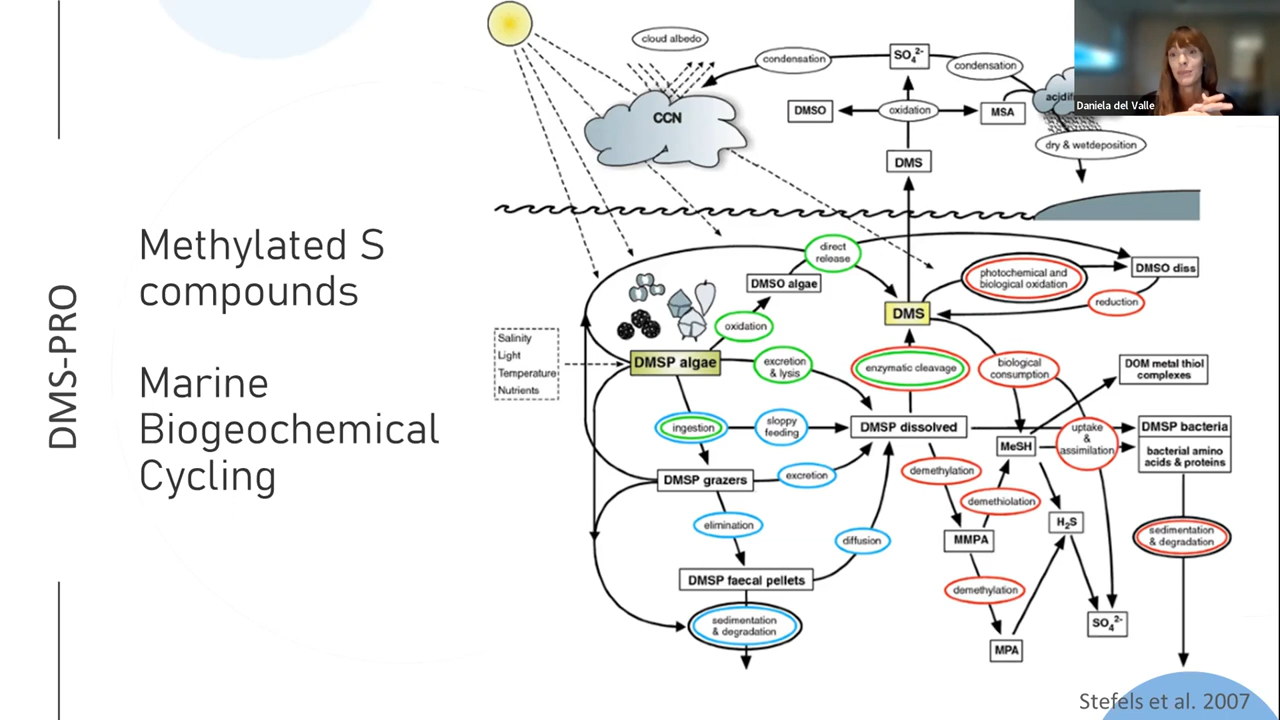 DMS-PRO
Methylated S
compounds
Marine
Biogeochemical
Cycling
cloud albedo
condensation
SO₄²⁻
condensation
Daniela del Valle
CCN
DMSO
oxidation
MSA
dry & wetdeposition
DMS
direct
release
DMSO algae
photochemical and
biological oxidation
DMSO diss
reduction
DMS
oxidation
Salinity
Light
Temperature
Nutrients
DMSP algae
excretion
& lysis
enzymatic cleavage
biological
consumption
DOM metal thiol
complexes
ingestion
sloppy
feeding
DMSP dissolved
MeSH
uptake
&
assimilation
DMSP bacteria
bacterial amino
acids & proteins
DMSP grazers
excretion
demethylation
demethiolation
elimination
diffusion
MMPA
H₂S
sedimentation
& degradation
DMSP faecal pellets
demethylation
sedimentation
& degradation
SO₄²⁻
MPA
Stefels et al. 2007